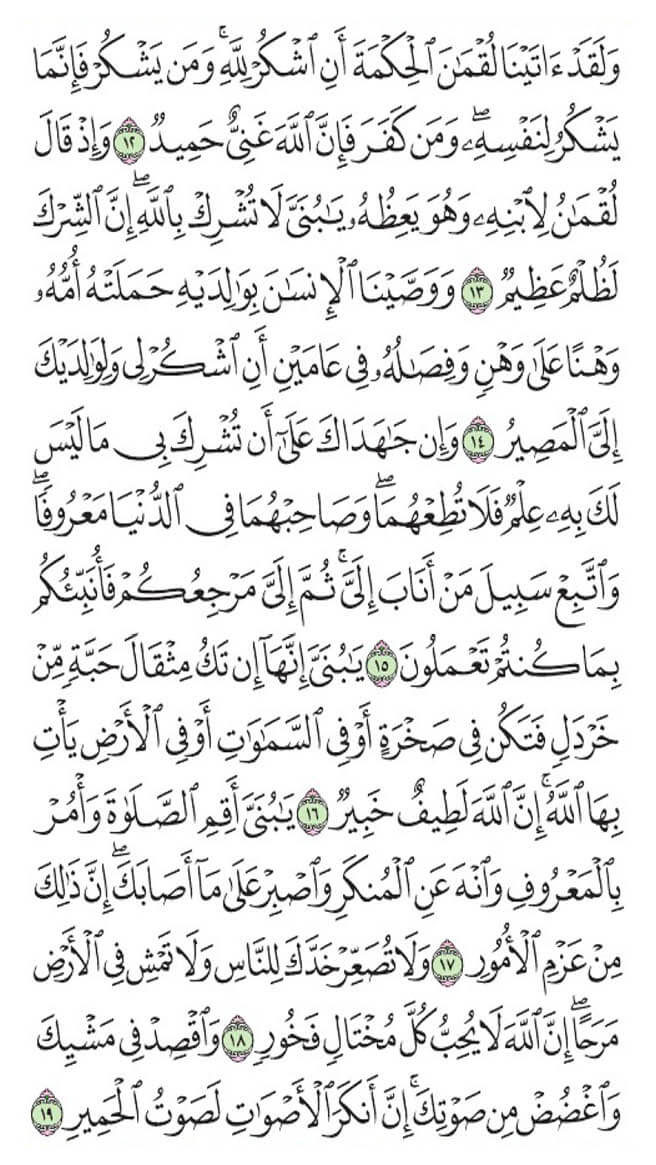 وَلَقَدْ ءَاتَيْنَا لُقْمَٰنَ ٱلْحِكْمَةَ أَنِ ٱشْكُرْ لِلَّهِۚ وَمَن يَشْكُرْ فَإِنَّمَا
يَشْكُرُ لِنَفْسِهِۦۖ وَمَن كَفَرَ فَإِنَّ ٱللَّهَ غَنِىٌّ حَمِيدٌ ١٢ وَإِذْ قَالَ
لُقْمَٰنُ لِٱبْنِهِۦ وَهُوَ يَعِظُهُۥ يَٰبُنَىَّ لَا تُشْرِكْ بِٱللَّهِۖ إِنَّ ٱلشِّرْكَ
لَظُلْمٌ عَظِيمٌ ١٣ وَوَصَّيْنَا ٱلْإِنسَٰنَ بِوَٰلِدَيْهِ حَمَلَتْهُ أُمُّهُۥ
وَهْنًا عَلَىٰ وَهْنٍ وَفِصَٰلُهُۥ فِى عَامَيْنِ أَنِ ٱشْكُرْ لِى وَلِوَٰلِدَيْكَ
إِلَىَّ ٱلْمَصِيرُ ١٤ وَإِن جَٰهَدَاكَ عَلَىٰٓ أَن تُشْرِكَ بِى مَا لَيْسَ
لَكَ بِهِۦ عِلْمٌ فَلَا تُطِعْهُمَاۖ وَصَاحِبْهُمَا فِى ٱلدُّنْيَا مَعْرُوفًاۖ
وَٱتَّبِعْ سَبِيلَ مَنْ أَنَابَ إِلَىَّۚ ثُمَّ إِلَىَّ مَرْجِعُكُمْ فَأُنَبِّئُكُم
بِمَا كُنتُمْ تَعْمَلُونَ ١٥ يَٰبُنَىَّ إِنَّهَآ إِن تَكُ مِثْقَالَ حَبَّةٍ مِّنْ
خَرْدَلٍ فَتَكُن فِى صَخْرَةٍ أَوْ فِى ٱلسَّمَٰوَٰتِ أَوْ فِى ٱلْأَرْضِ يَأْتِ
بِهَا ٱللَّهُۚ إِنَّ ٱللَّهَ لَطِيفٌ خَبِيرٌ ١٦ يَٰبُنَىَّ أَقِمِ ٱلصَّلَوٰةَ وَأْمُرْ
بِٱلْمَعْرُوفِ وَٱنْهَ عَنِ ٱلْمُنكَرِ وَٱصْبِرْ عَلَىٰ مَآ أَصَابَكَۖ إِنَّ ذَٰلِكَ
مِنْ عَزْمِ ٱلْأُمُورِ ١٧ وَلَا تُصَعِّرْ خَدَّكَ لِلنَّاسِ وَلَا تَمْشِ فِى ٱلْأَرْضِ
مَرَحًاۖ إِنَّ ٱللَّهَ لَا يُحِبُّ كُلَّ مُخْتَالٍ فَخُورٍ ١٨ وَٱقْصِدْ فِى مَشْيِكَ
وَٱغْضُضْ مِن صَوْتِكَۚ إِنَّ أَنكَرَ ٱلْأَصْوَٰتِ لَصَوْتُ ٱلْحَمِيرِ ١٩